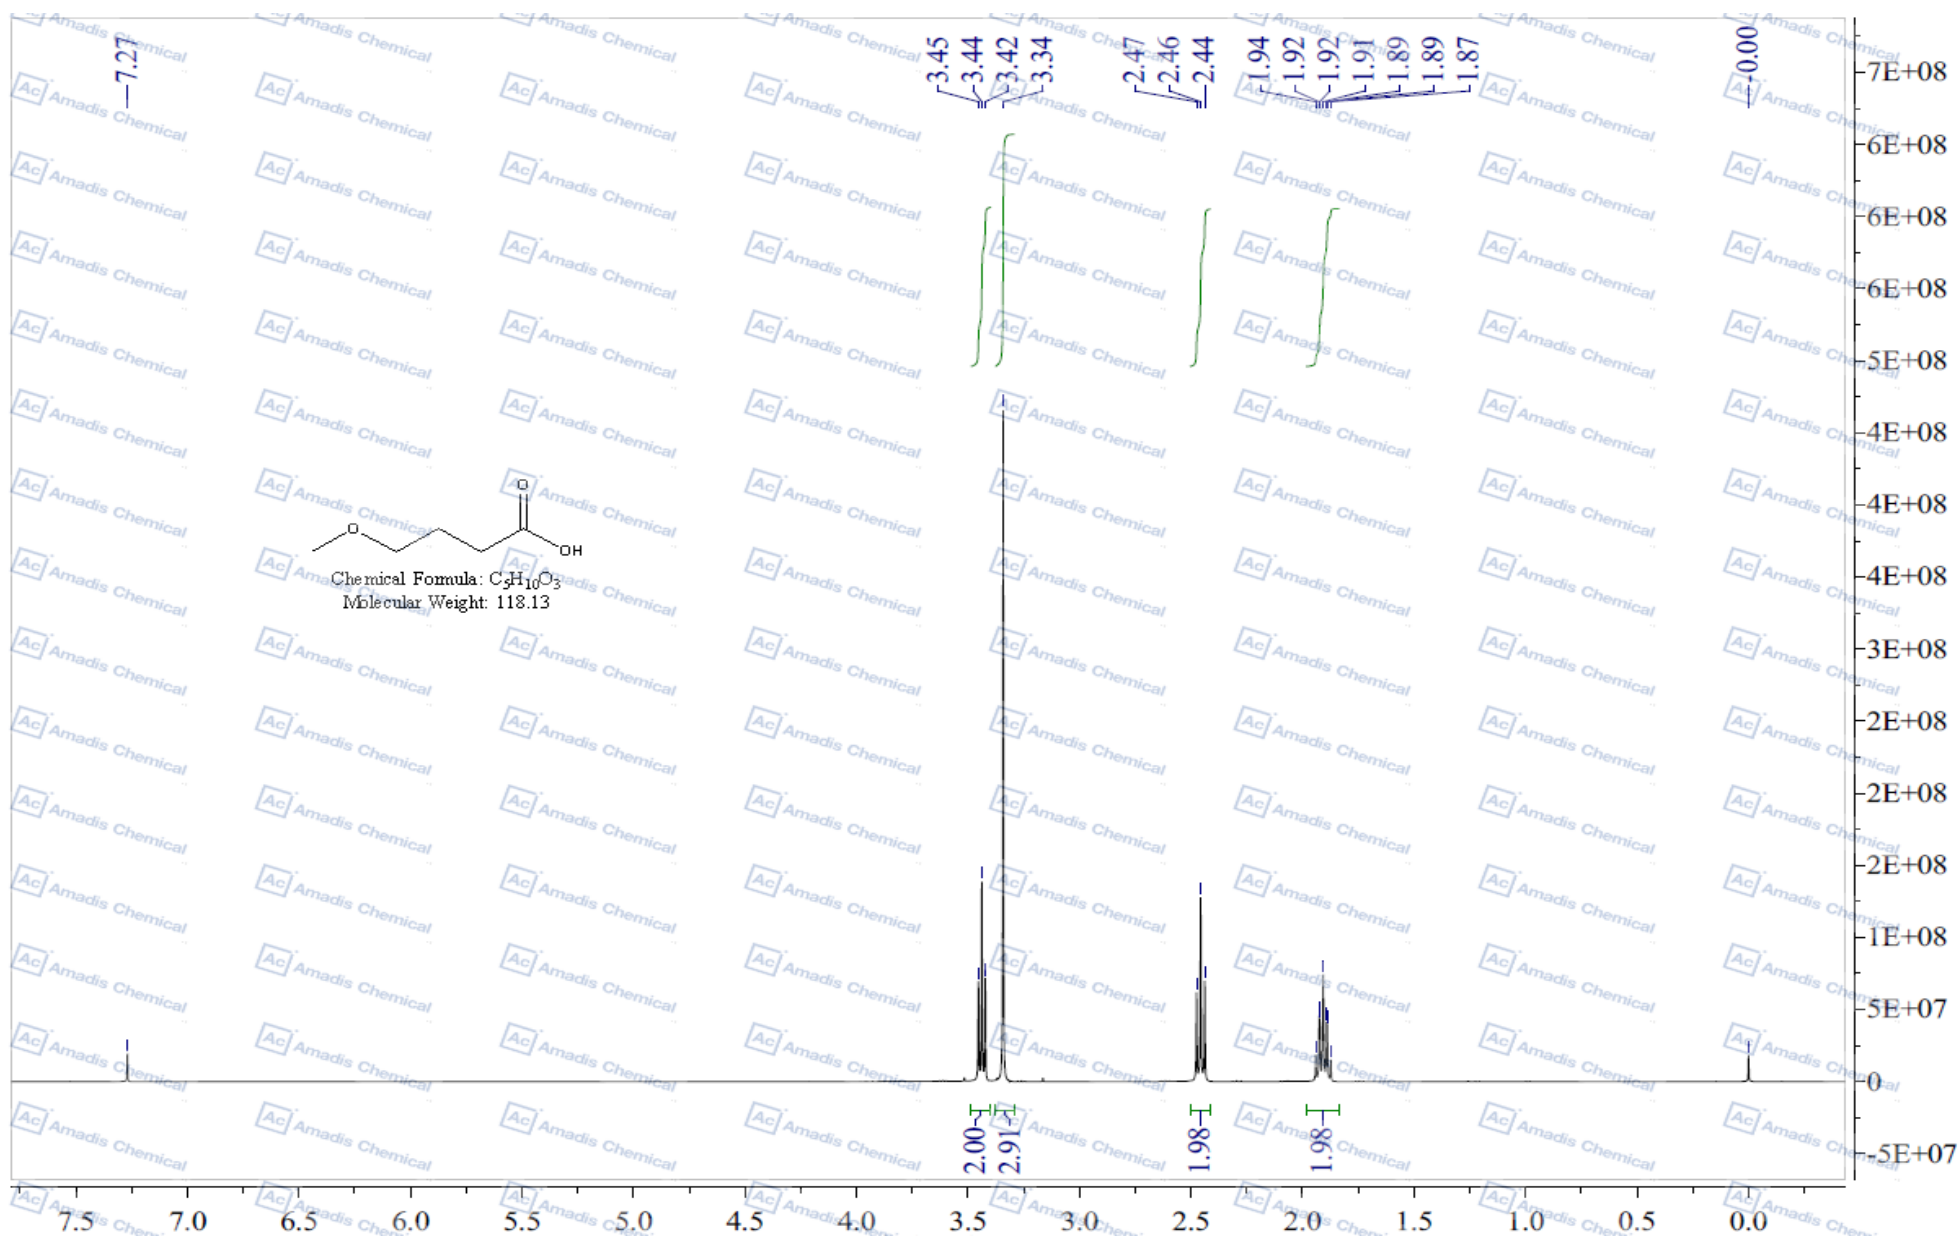 7.27
3.45
3.44
3.42
3.34
2.47
2.46
2.44
1.94
1.92
1.92
1.91
1.89
1.89
1.87
-0.00
7E+08
6E+08
6E+08
6E+08
5E+08
4E+08
4E+08
4E+08
3E+08
2E+08
2E+08
2E+08
1E+08
5E+07
0
-5E+07
O
O
OH
Chemical Formula: C5H10O3
Molecular Weight: 118.13
2.00
2.91
1.98
1.98
7.5 7.0 6.5 6.0 5.5 5.0 4.5 4.0 3.5 3.0 2.5 2.0 1.5 1.0 0.5 0.0
Ac Amadis Chemical